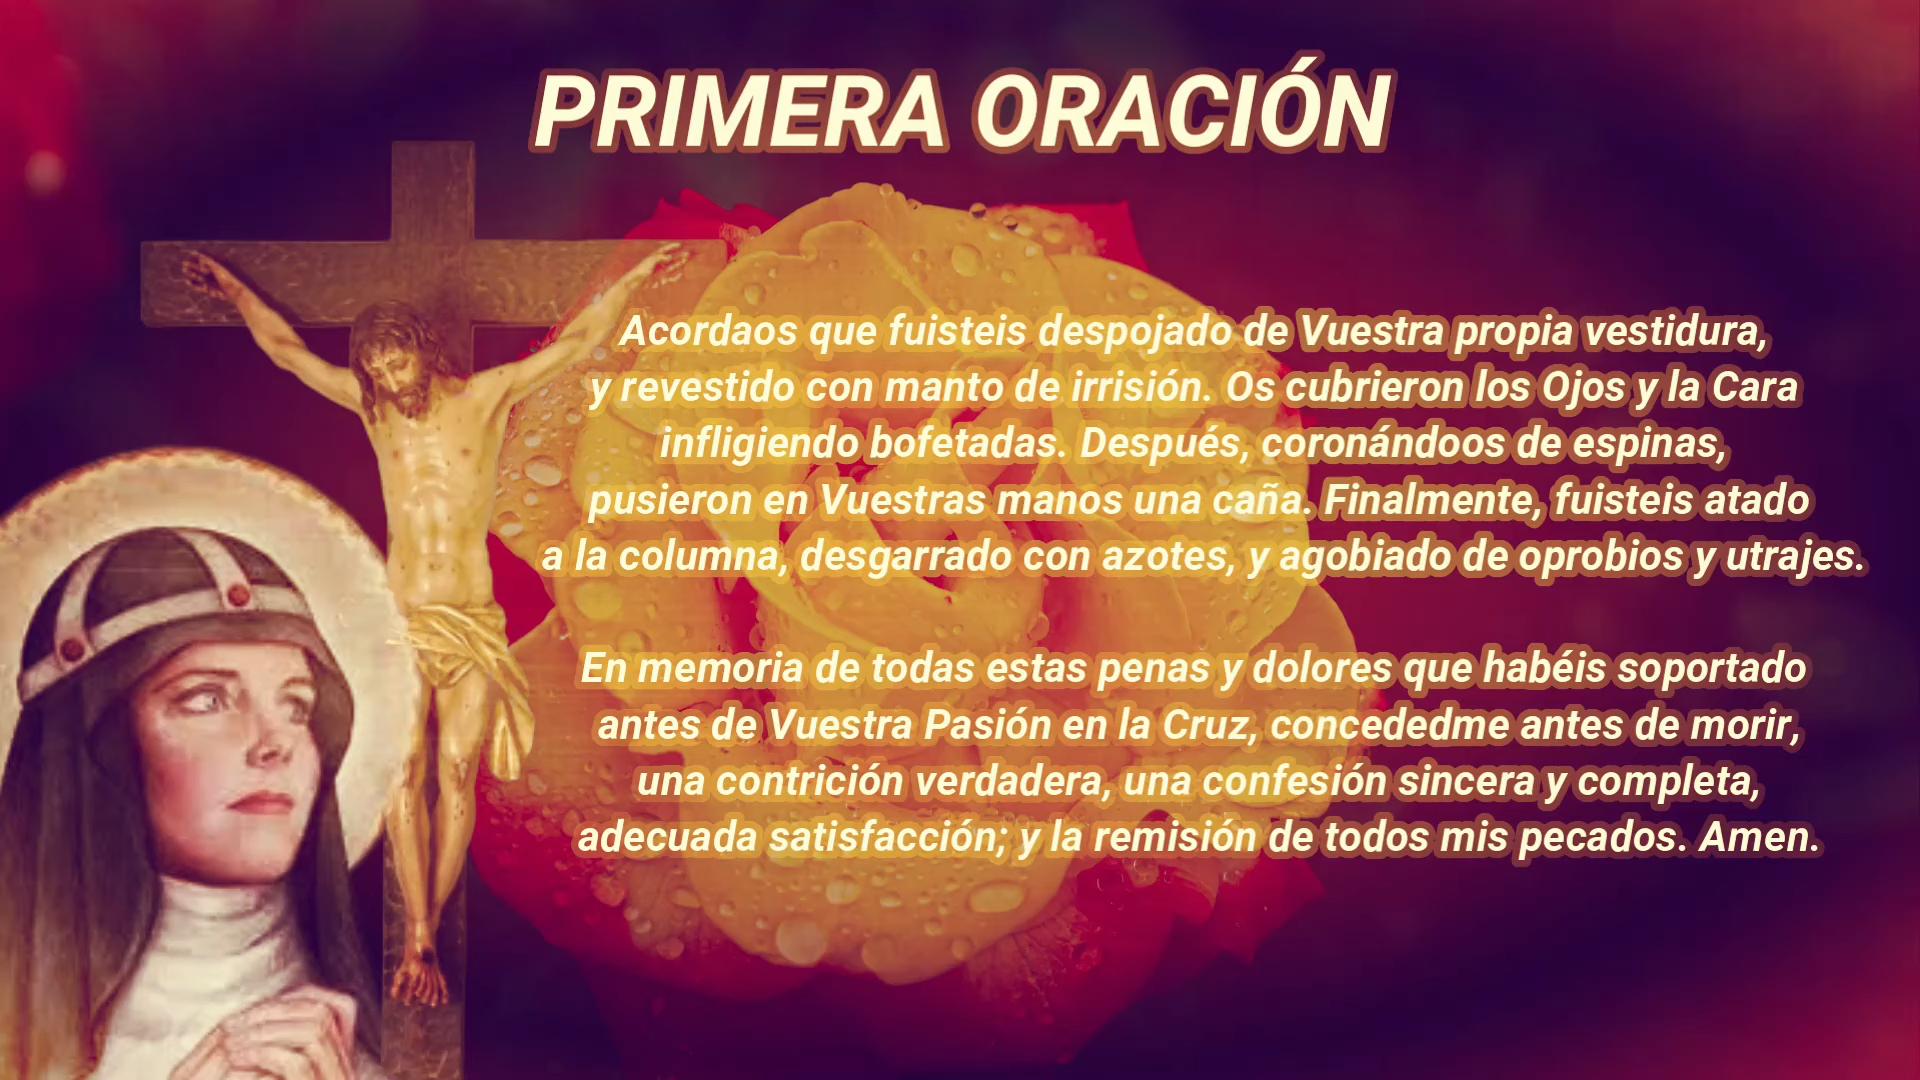 PRIMERA ORACIÓN
Acordaos que fuisteis despojado de Vuestra propia vestidura,
y revestido con manto de irrisión. Os cubrieron los Ojos y la Cara
infligiendo bofetadas. Después, coronándoos de espinas,
pusieron en Vuestras manos una caña. Finalmente, fuisteis atado
a la columna, desgarrado con azotes, y agobiado de oprobios y utrajes.
En memoria de todas estas penas y dolores que habéis soportado
antes de Vuestra Pasión en la Cruz, concededme antes de morir,
una contrición verdadera, una confesión sincera y completa,
adecuada satisfacción; y la remisión de todos mis pecados. Amen.